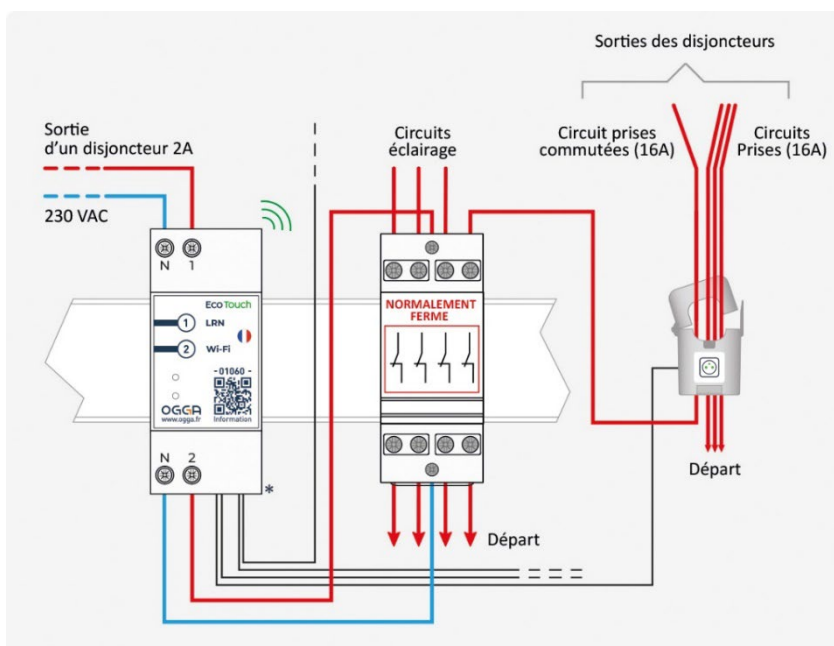 Sorties des disjoncteurs
Sortie
d'un disjoncteur 2A
230 VAC
Circuits
éclairage
Circuit prises
commutées (16A)
Circuits
Prises (16A)
N 1
EcoTouch
1 LRN
2 Wi-Fi
- 01060 -
OGGA
www.ogga.fr
Information
N 2
*
NORMALEMENT
FERME
Départ
Départ